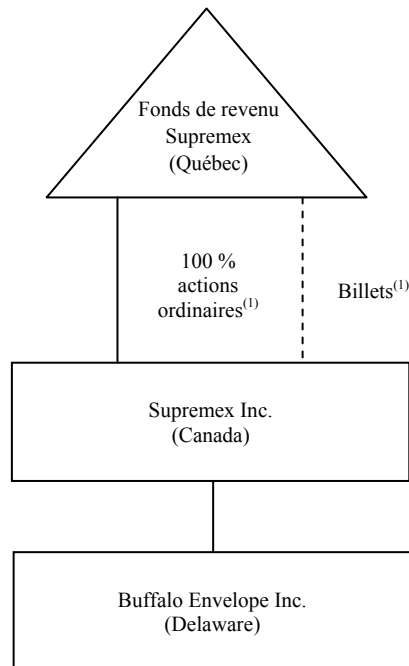 Fonds de revenu
Supremex
(Québec)
100 %
actions
ordinaires(1)
Billets(1)
Supremex Inc.
(Canada)
Buffalo Envelope Inc.
(Delaware)